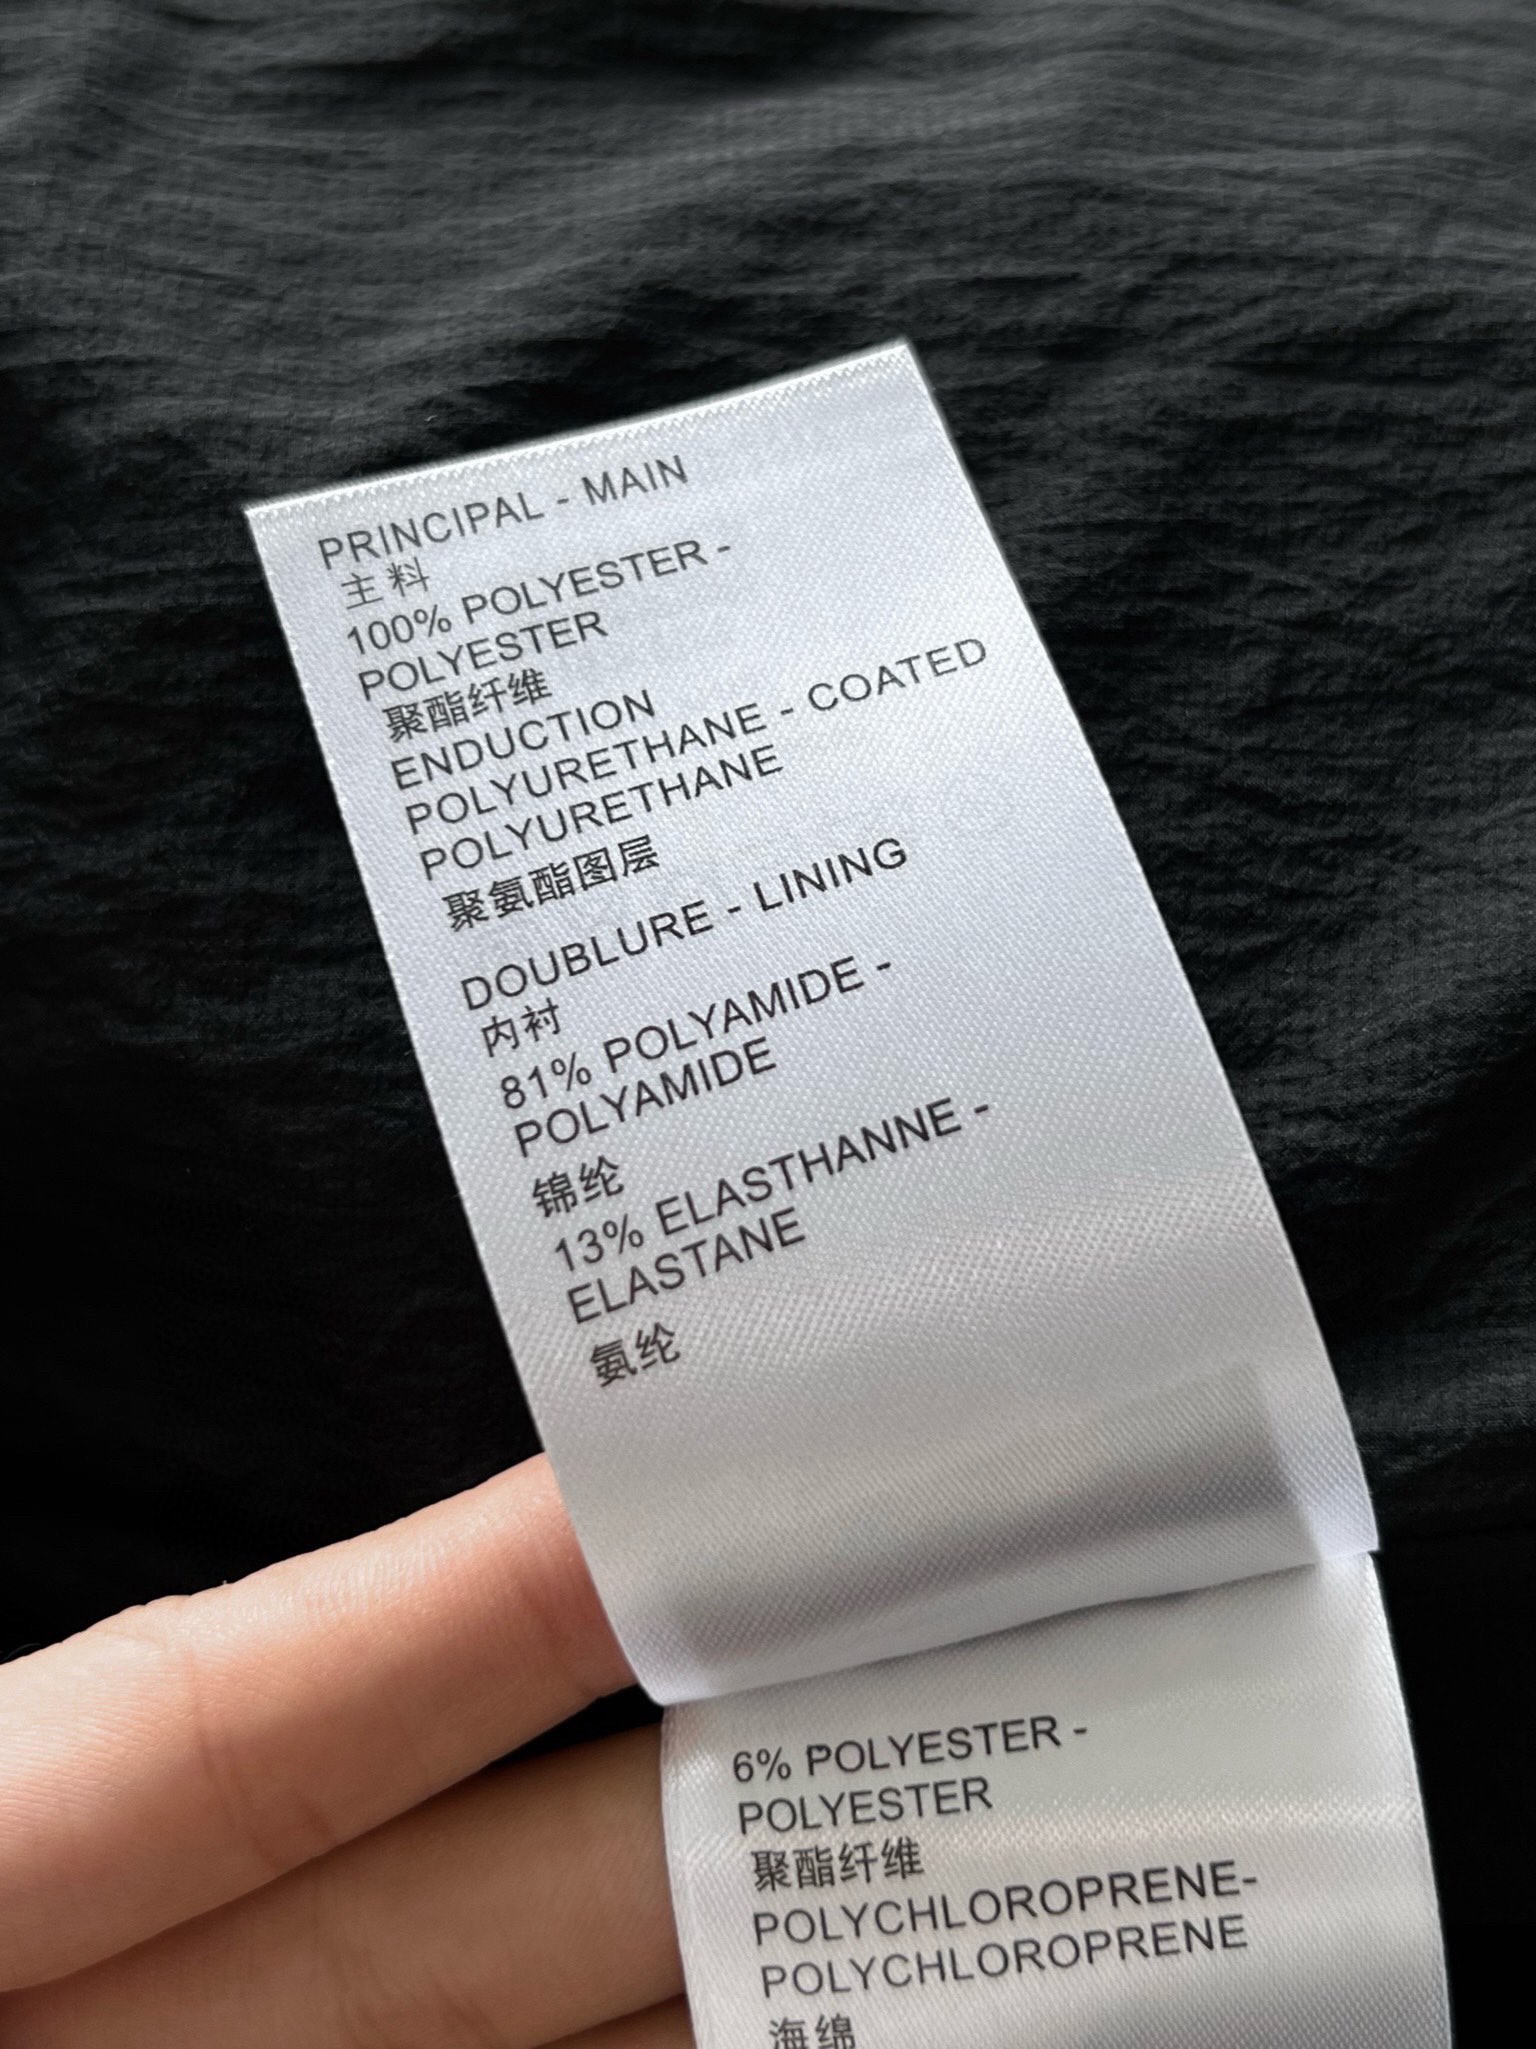 PRINCIPAL - MAIN
主 料
100% POLYESTER -
POLYESTER
聚酯纤维
ENDUCTION
POLYURETHANE - COATED
POLYURETHANE
聚氨酯图层
DOUBLURE - LINING
内衬
81% POLYAMIDE -
POLYAMIDE
锦纶
13% ELASTHANNE -
ELASTANE
氨纶
6% POLYESTER -
POLYESTER
聚酯纤维
POLYCHLOROPRENE-
POLYCHLOROPRENE
海绵